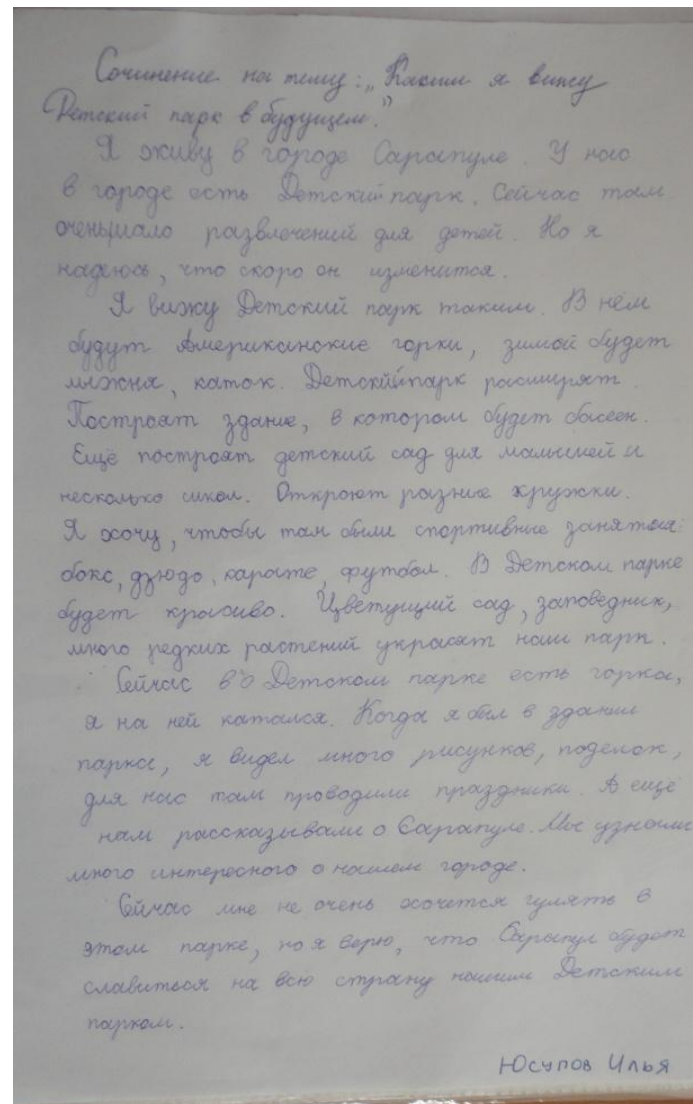 Сочинение на тему: „Каким я вижу
Детский парк в будущем."
Я живу в городе Сарапуле. У нас
в городе есть Детский парк. Сейчас там
очень мало развлечений для детей. Но я
надеюсь, что скоро он изменится.
Я вижу Детский парк таким. В нём
будут Американские горки, зимой будет
лыжня, каток. Детский парк расширят.
Построят здание, в котором будет басеен.
Ещё построят детский сад для малышей и
несколько школ. Откроют разные кружки.
Я хочу, чтобы там были спортивные занятия:
бокс, дзюдо, карате, футбол. В Детском парке
будет красиво. Цветущий сад, заповедник,
много редких растений украсят наш парк.
Сейчас в Детском парке есть горка,
я на ней катался. Когда я был в здании
парка, я видел много рисунков, поделок,
для нас там проводили праздники. А ещё
нам рассказывали о Сарапуле. Мы узнали
много интересного о нашем городе.
Сейчас мне не очень хочется гулять в
этом парке, но я верю, что Сарапул будет
славиться на всю страну нашим Детским
парком.
Юсупов Илья